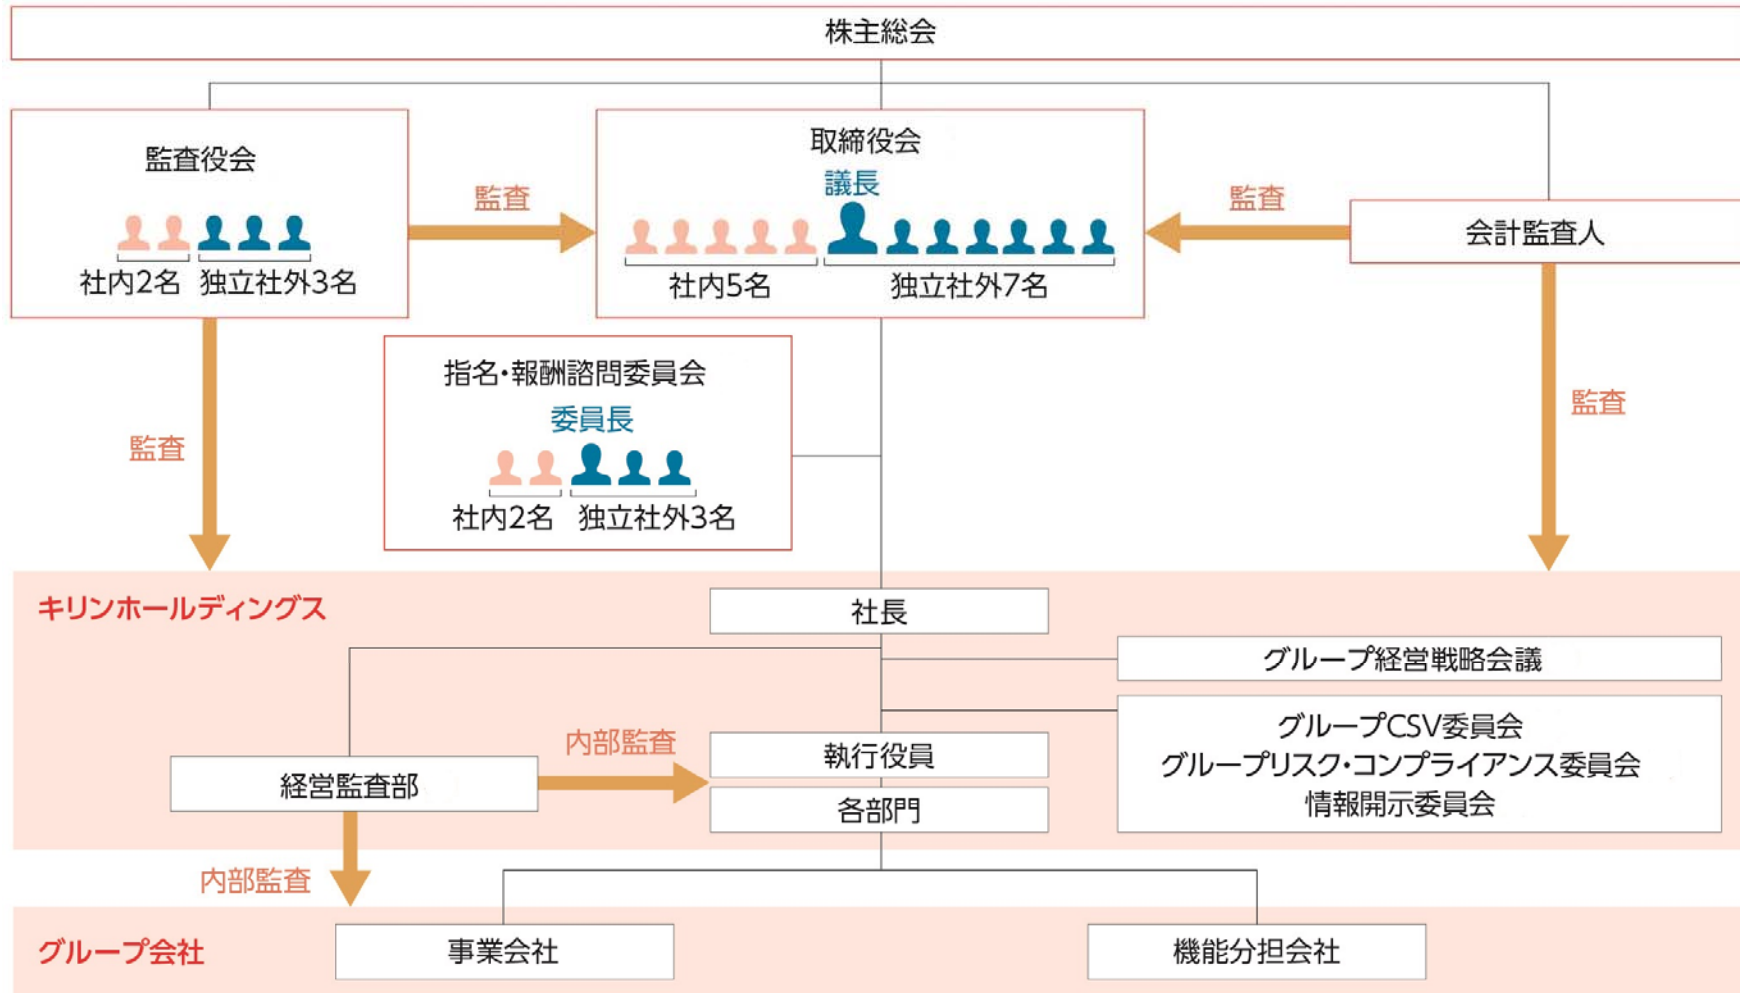 株主総会
監査役会
社内2名
独立社外3名
監査
取締役会
議長
社内5名
独立社外7名
監査
会計監査人
指名・報酬諮問委員会
委員長
社内2名
独立社外3名
監査
監査
キリンホールディングス
社長
グループ経営戦略会議
グループCSV委員会
グループリスク・コンプライアンス委員会
情報開示委員会
内部監査
執行役員
経営監査部
各部門
内部監査
グループ会社
事業会社
機能分担会社